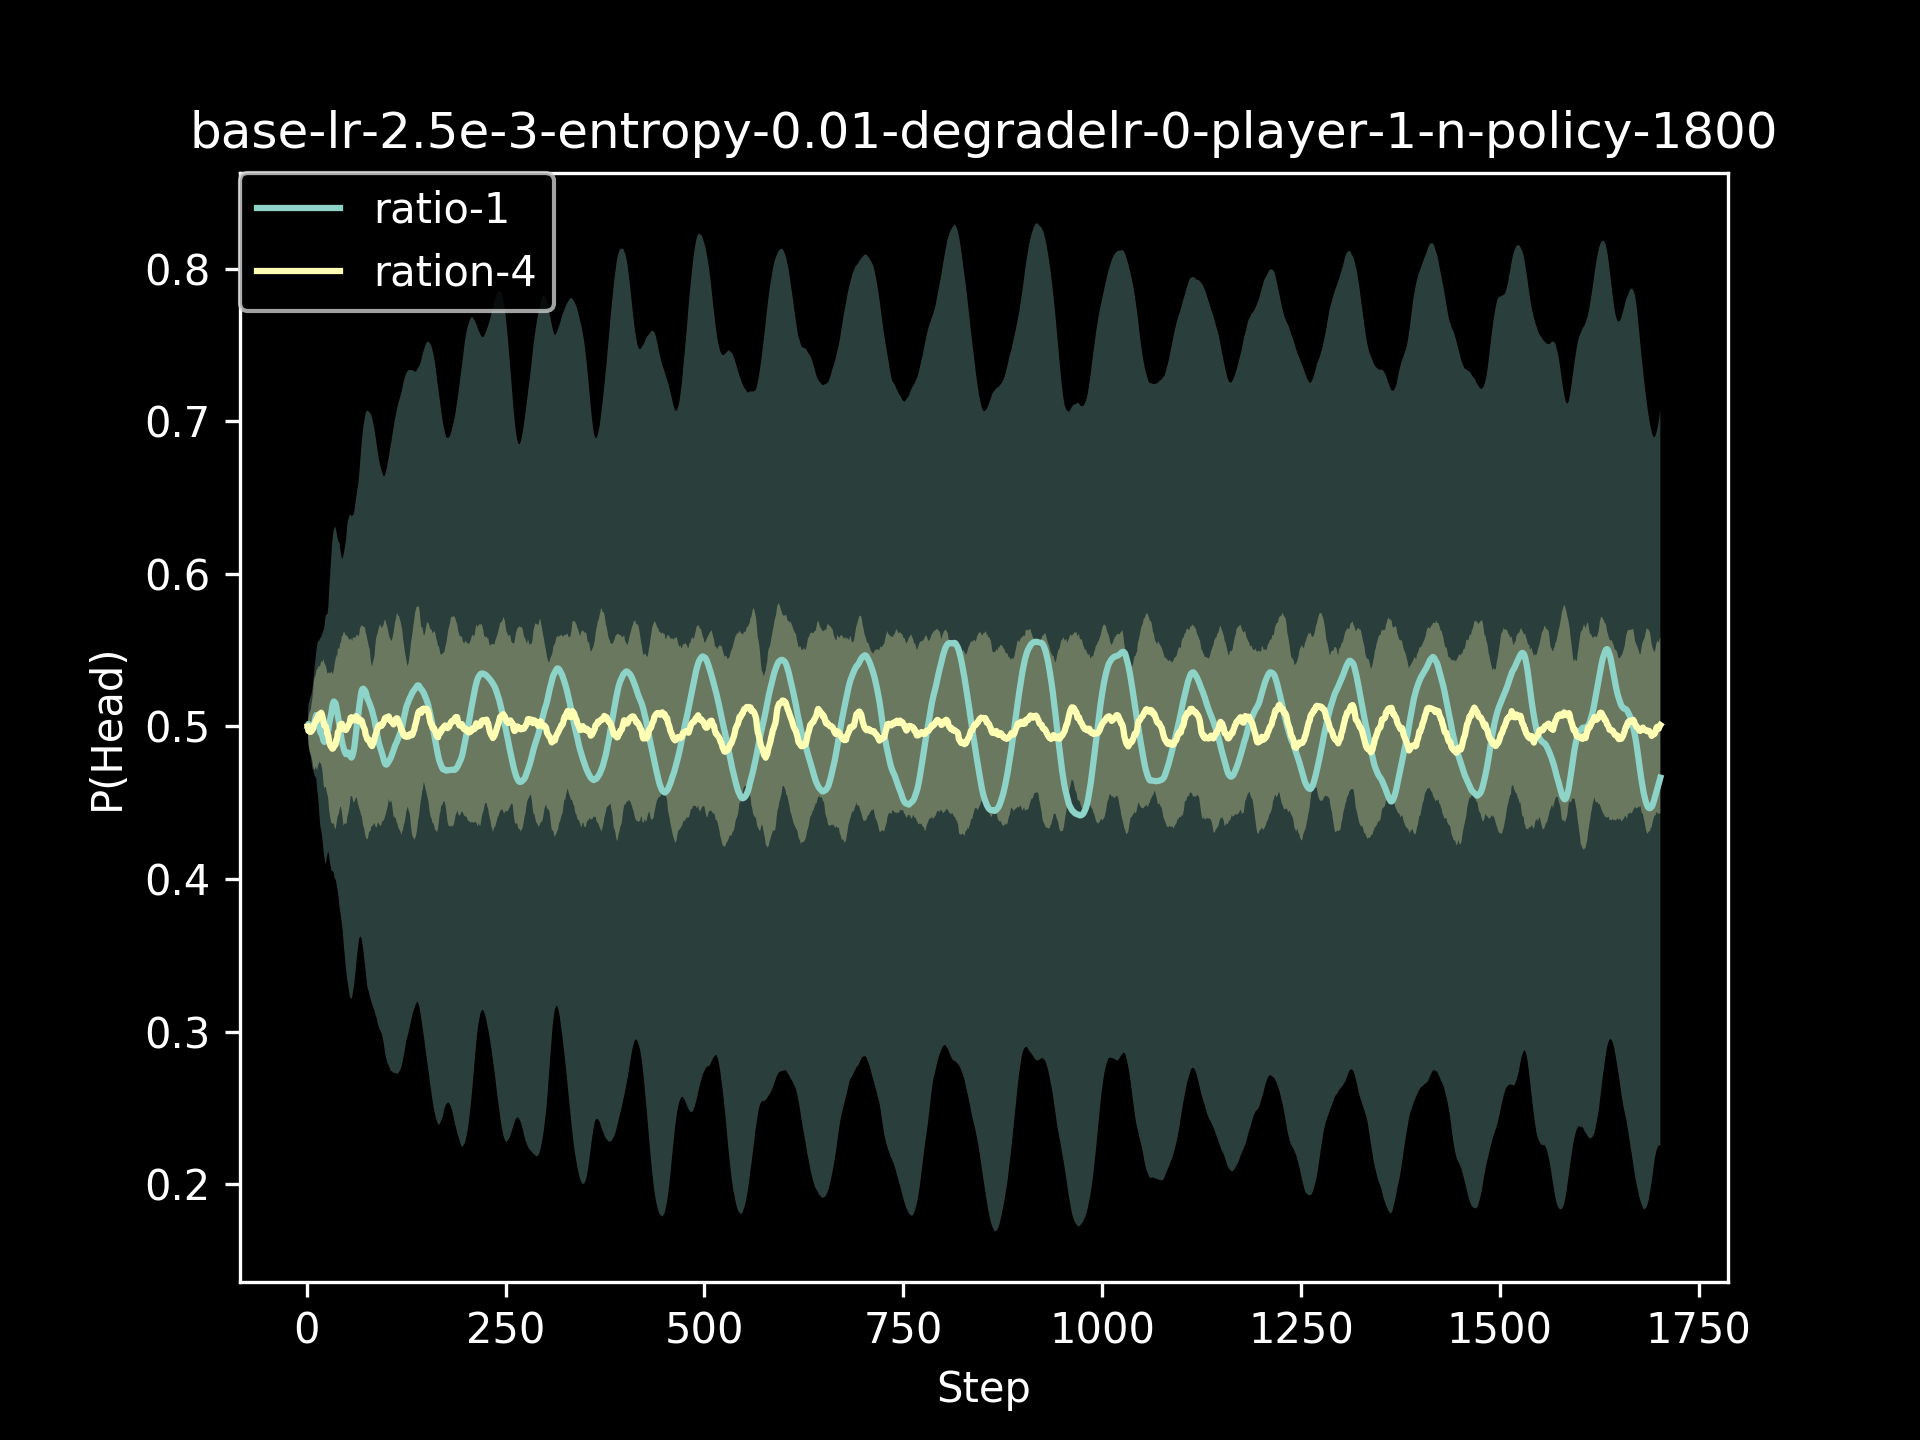 base-lr-2.5e-3-entropy-0.01-degradelr-0-player-1-n-policy-1800
ratio-1
ration-4
0.8
0.7
0.6
0.5
0.4
0.3
0.2
P(Head)
0 250 500 750 1000 1250 1500 1750
Step